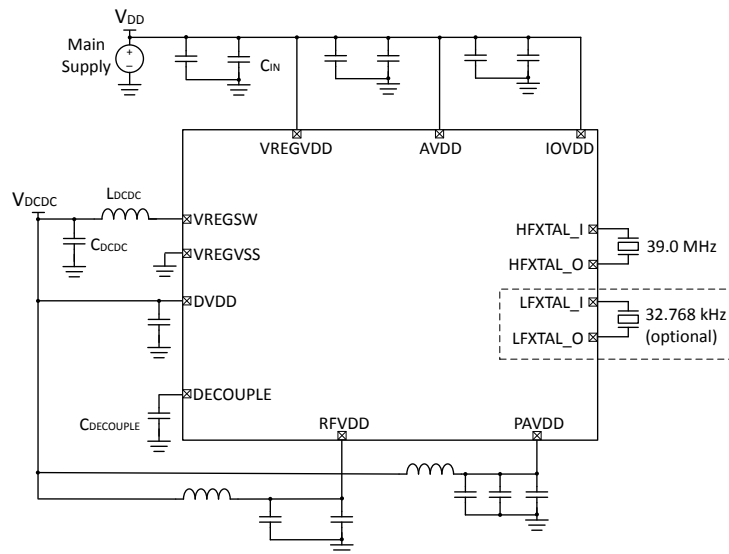 VDD
Main
Supply
+
−
CIN
VREGVDD
AVDD
IOVDD
VDCDC
LDCDC
VREGSW
CDCDC
VREGVSS
DVDD
DECOUPLE
CDECOUPLE
HFXTAL_I
HFXTAL_O
39.0 MHz
LFXTAL_I
LFXTAL_O
32.768 kHz
(optional)
RFVDD
PAVDD